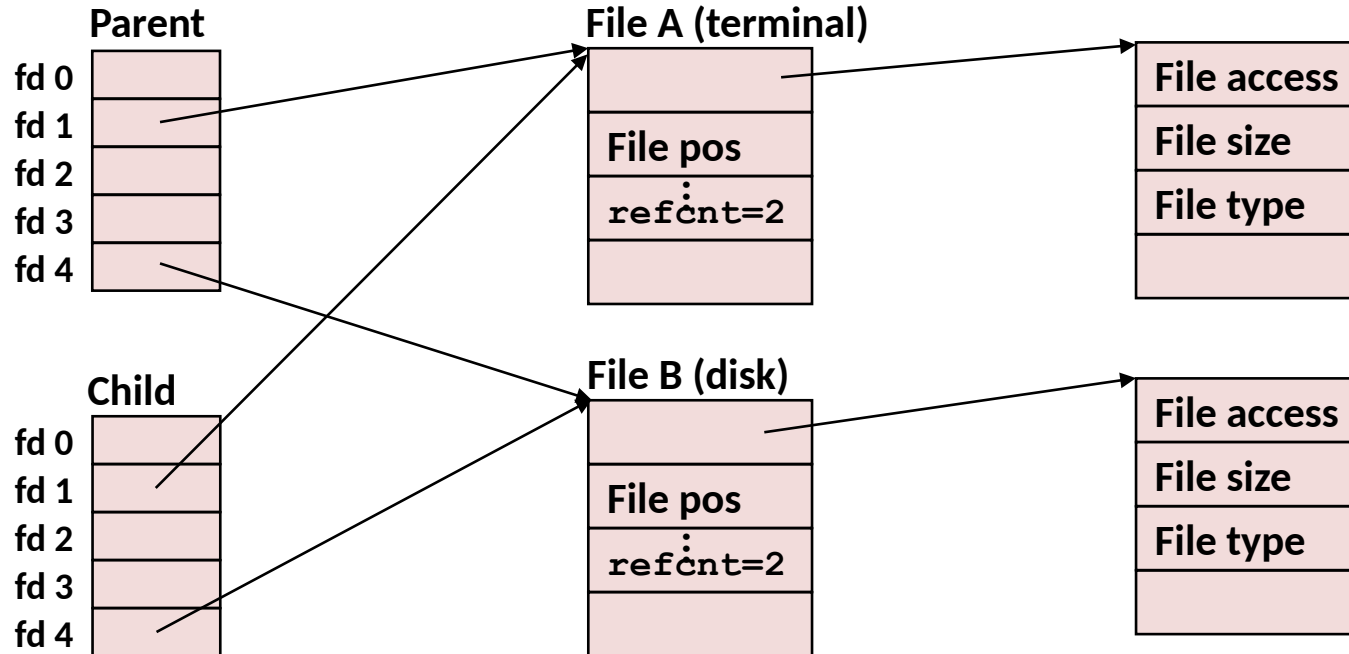 Parent
fd 0
fd 1
fd 2
fd 3
fd 4
File A (terminal)
File pos
refcnt=2
File access
File size
File type
Child
fd 0
fd 1
fd 2
fd 3
fd 4
File B (disk)
File pos
refcnt=2
File access
File size
File type